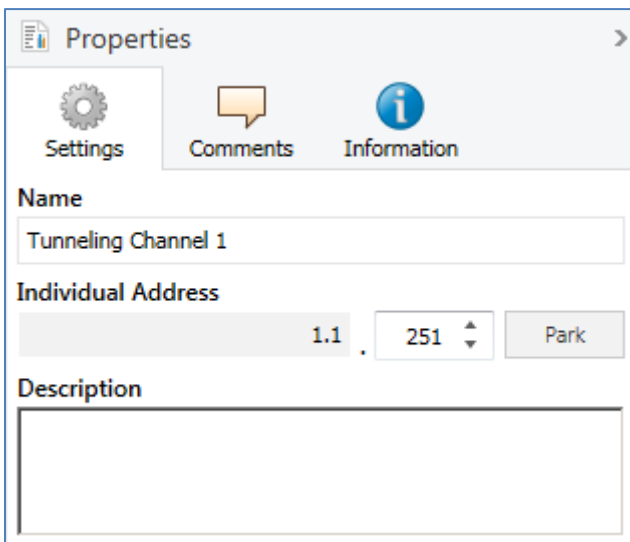 Properties
Settings Comments Information
Name
Tunneling Channel 1
Individual Address
1.1 . 251 Park
Description